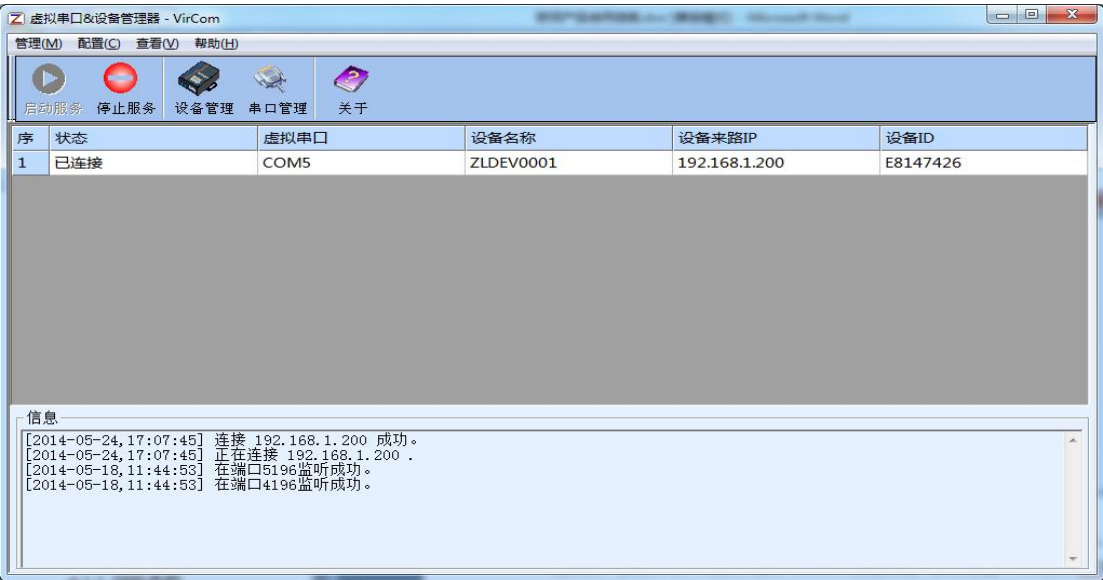 Z 虚拟串口&设备管理器 - VirCom
管理(M) 配置(C) 查看(V) 帮助(H)
启动服务 停止服务 设备管理 串口管理 关于
序 状态 虚拟串口 设备名称 设备来路IP 设备ID
1 已连接 COM5 ZLDEV0001 192.168.1.200 E8147426
信息
[2014-05-24,17:07:45] 连接 192.168.1.200 成功。
[2014-05-24,17:07:45] 正在连接 192.168.1.200 .
[2014-05-18,11:44:53] 在端口5196监听成功。
[2014-05-18,11:44:53] 在端口4196监听成功。